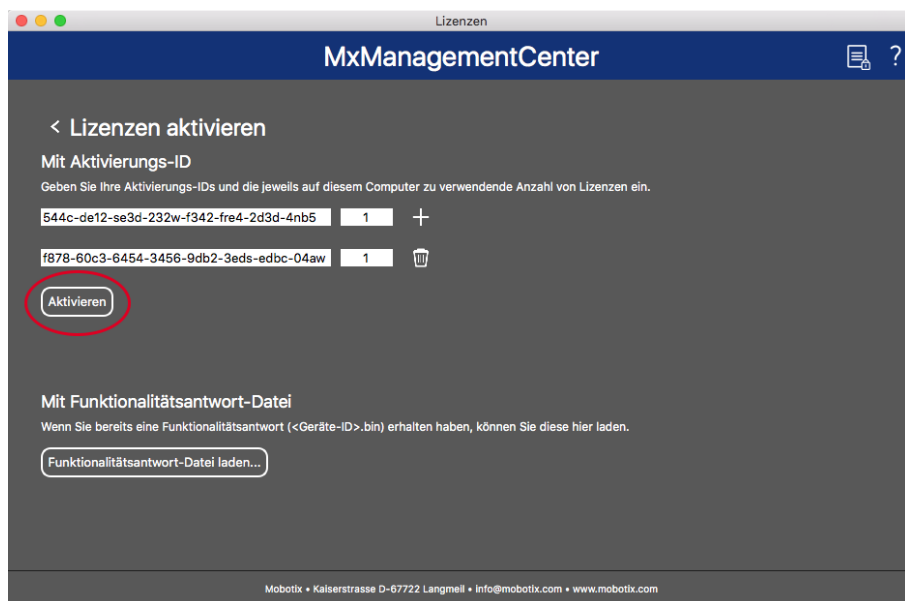 Lizenzen
MxManagementCenter
?
< Lizenzen aktivieren
Mit Aktivierungs-ID
Geben Sie Ihre Aktivierungs-IDs und die jeweils auf diesem Computer zu verwendende Anzahl von Lizenzen ein.
544c-de12-se3d-232w-f342-fre4-2d3d-4nb5 1 +
f878-60c3-6454-3456-9db2-3eds-edbc-04aw 1
Aktivieren
Mit Funktionalitätsantwort-Datei
Wenn Sie bereits eine Funktionalitätsantwort (<Geräte-ID>.bin) erhalten haben, können Sie diese hier laden.
Funktionalitätsantwort-Datei laden...
Mobotix • Kaiserstrasse D-67722 Langmeil • Info@mobotix.com • www.mobotix.com